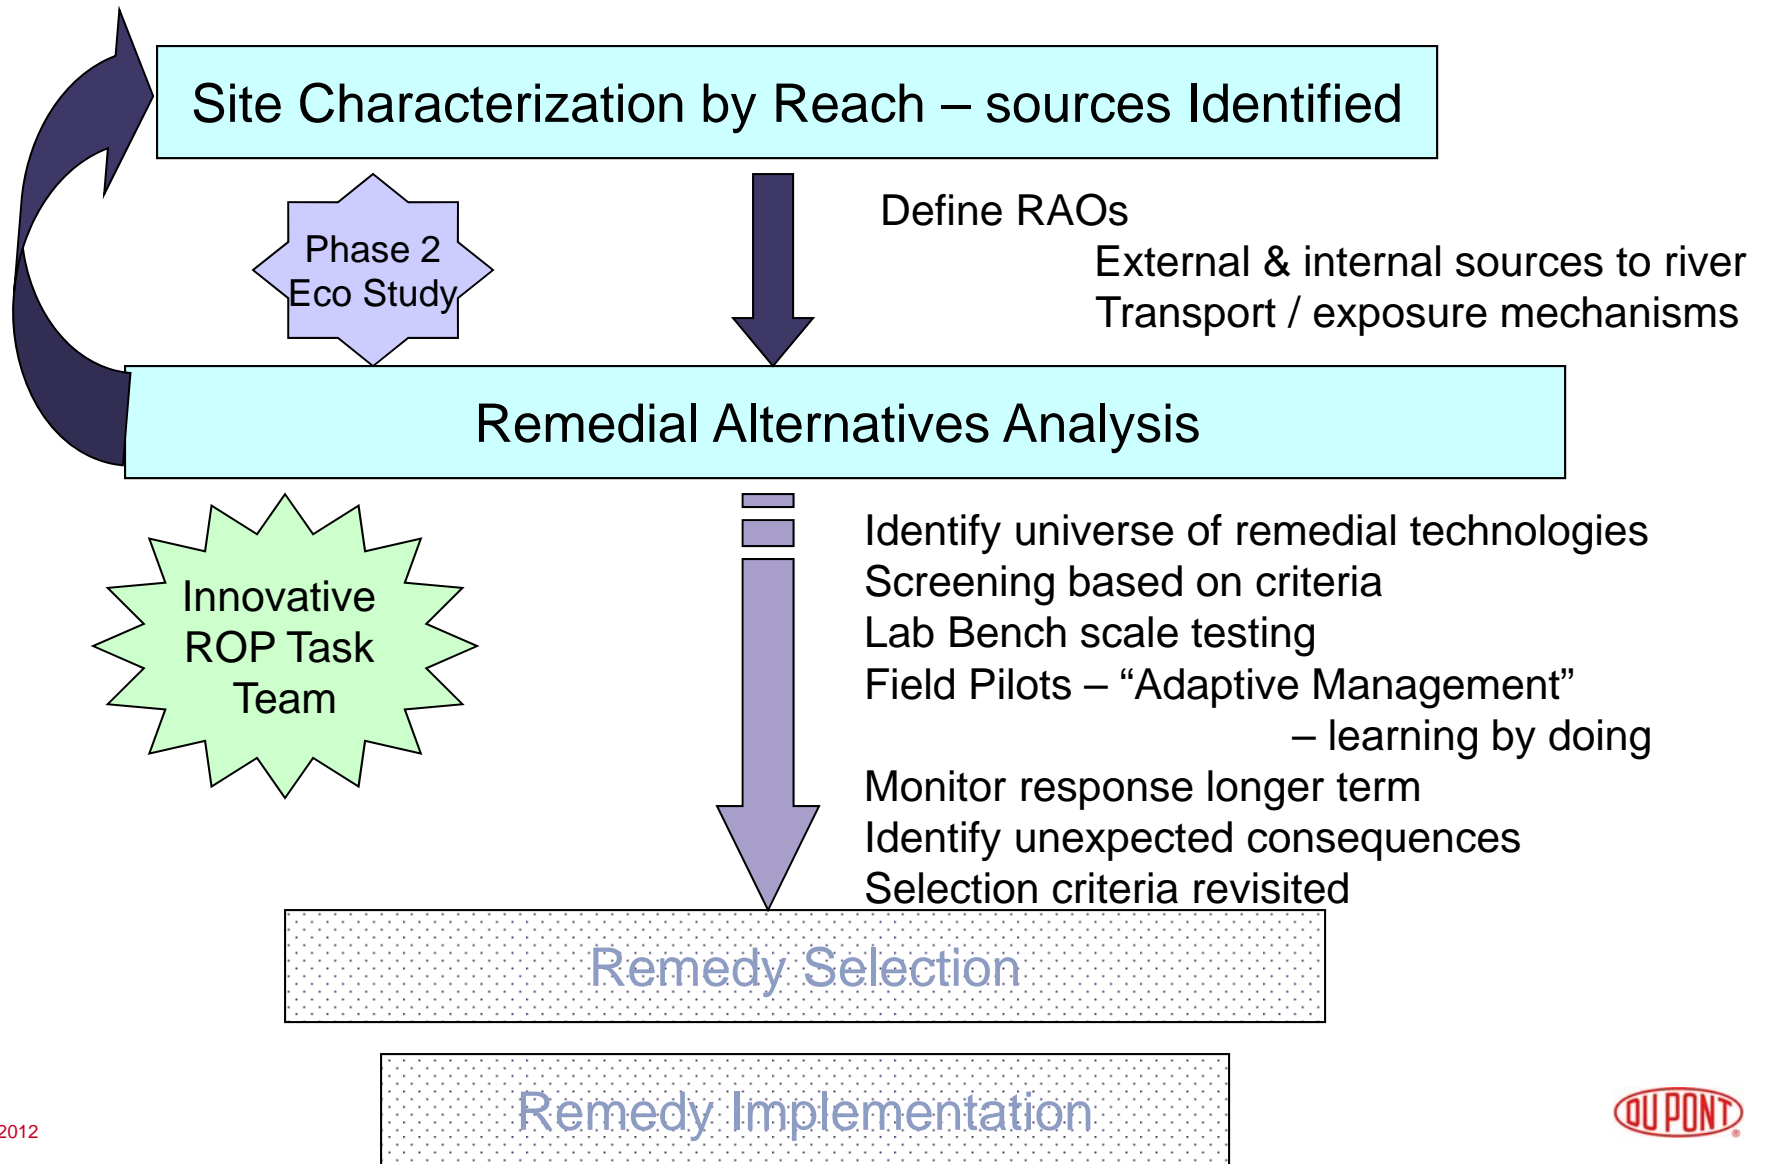 Site Characterization by Reach – sources Identified
Phase 2
Eco Study
Define RAOs
External & internal sources to river
Transport / exposure mechanisms
Remedial Alternatives Analysis
Innovative
ROP Task
Team
Identify universe of remedial technologies
Screening based on criteria
Lab Bench scale testing
Field Pilots – “Adaptive Management”
– learning by doing
Monitor response longer term
Identify unexpected consequences
Selection criteria revisited
Remedy Selection
Remedy Implementation
2012
DU PONT®